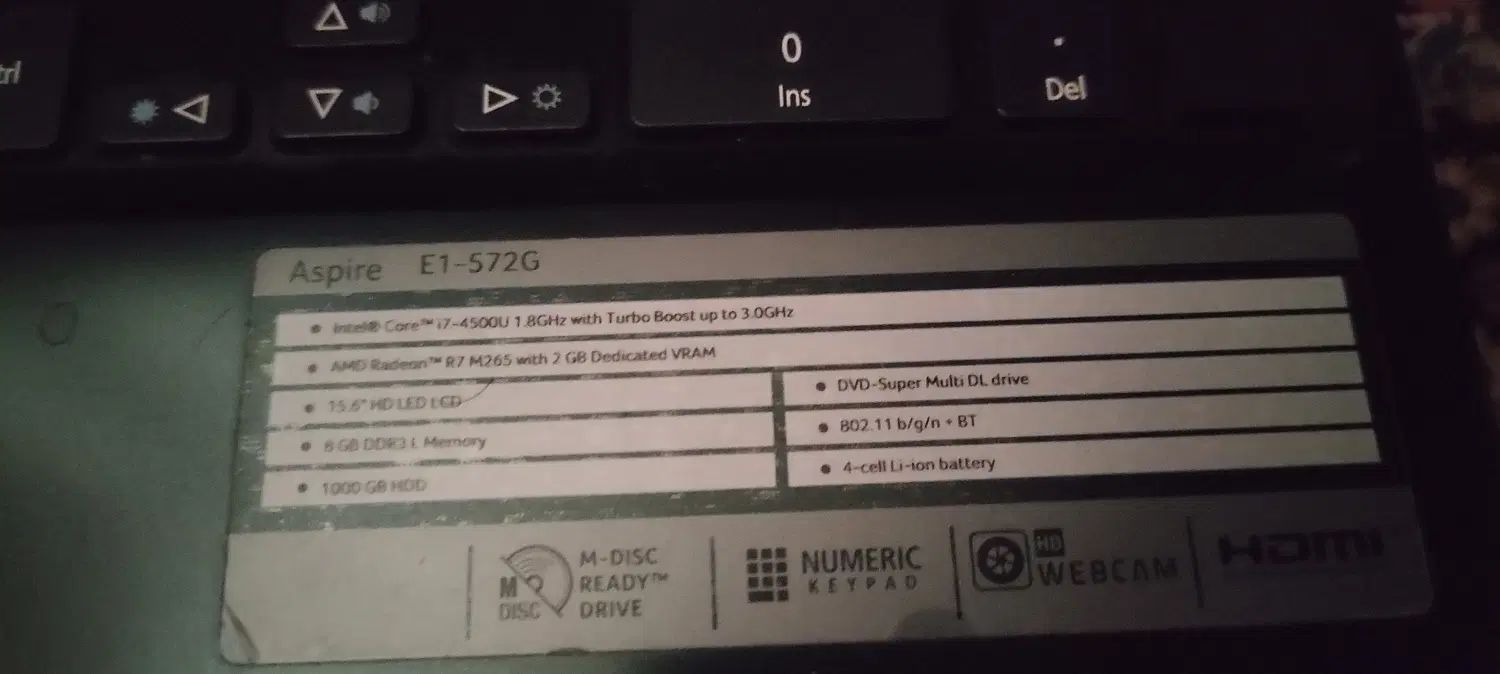 trl
0
Ins
.
Del
Aspire E1-572G
• Intel® Core™ i7-4500U 1.8GHz with Turbo Boost up to 3.0GHz
• AMD Radeon™ R7 M265 with 2 GB Dedicated VRAM
• 15.6" HD LED LCD
• DVD-Super Multi DL drive
• 8 GB DDR3 L Memory
• 802.11 b/g/n + BT
• 1000 GB HDD
• 4-cell Li-ion battery
M DISC
M-DISC
READY™
DRIVE
NUMERIC
KEYPAD
HD
WEBCAM
HDMI